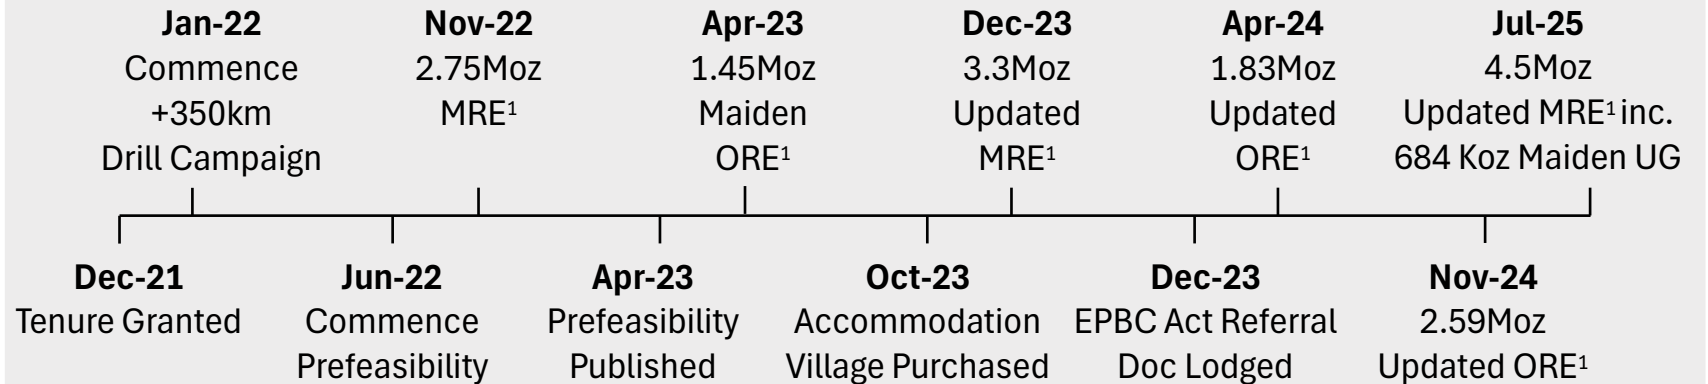 Jan-22
Commence
+350km
Drill Campaign
Nov-22
2.75Moz
MRE¹
Apr-23
1.45Moz
Maiden
ORE¹
Dec-23
3.3Moz
Updated
MRE¹
Apr-24
1.83Moz
Updated
ORE¹
Jul-25
4.5Moz
Updated MRE¹ inc.
684 Koz Maiden UG
Dec-21
Tenure Granted
Jun-22
Commence
Prefeasibility
Apr-23
Prefeasibility
Published
Oct-23
Accommodation
Village Purchased
Dec-23
EPBC Act Referral
Doc Lodged
Nov-24
2.59Moz
Updated ORE¹